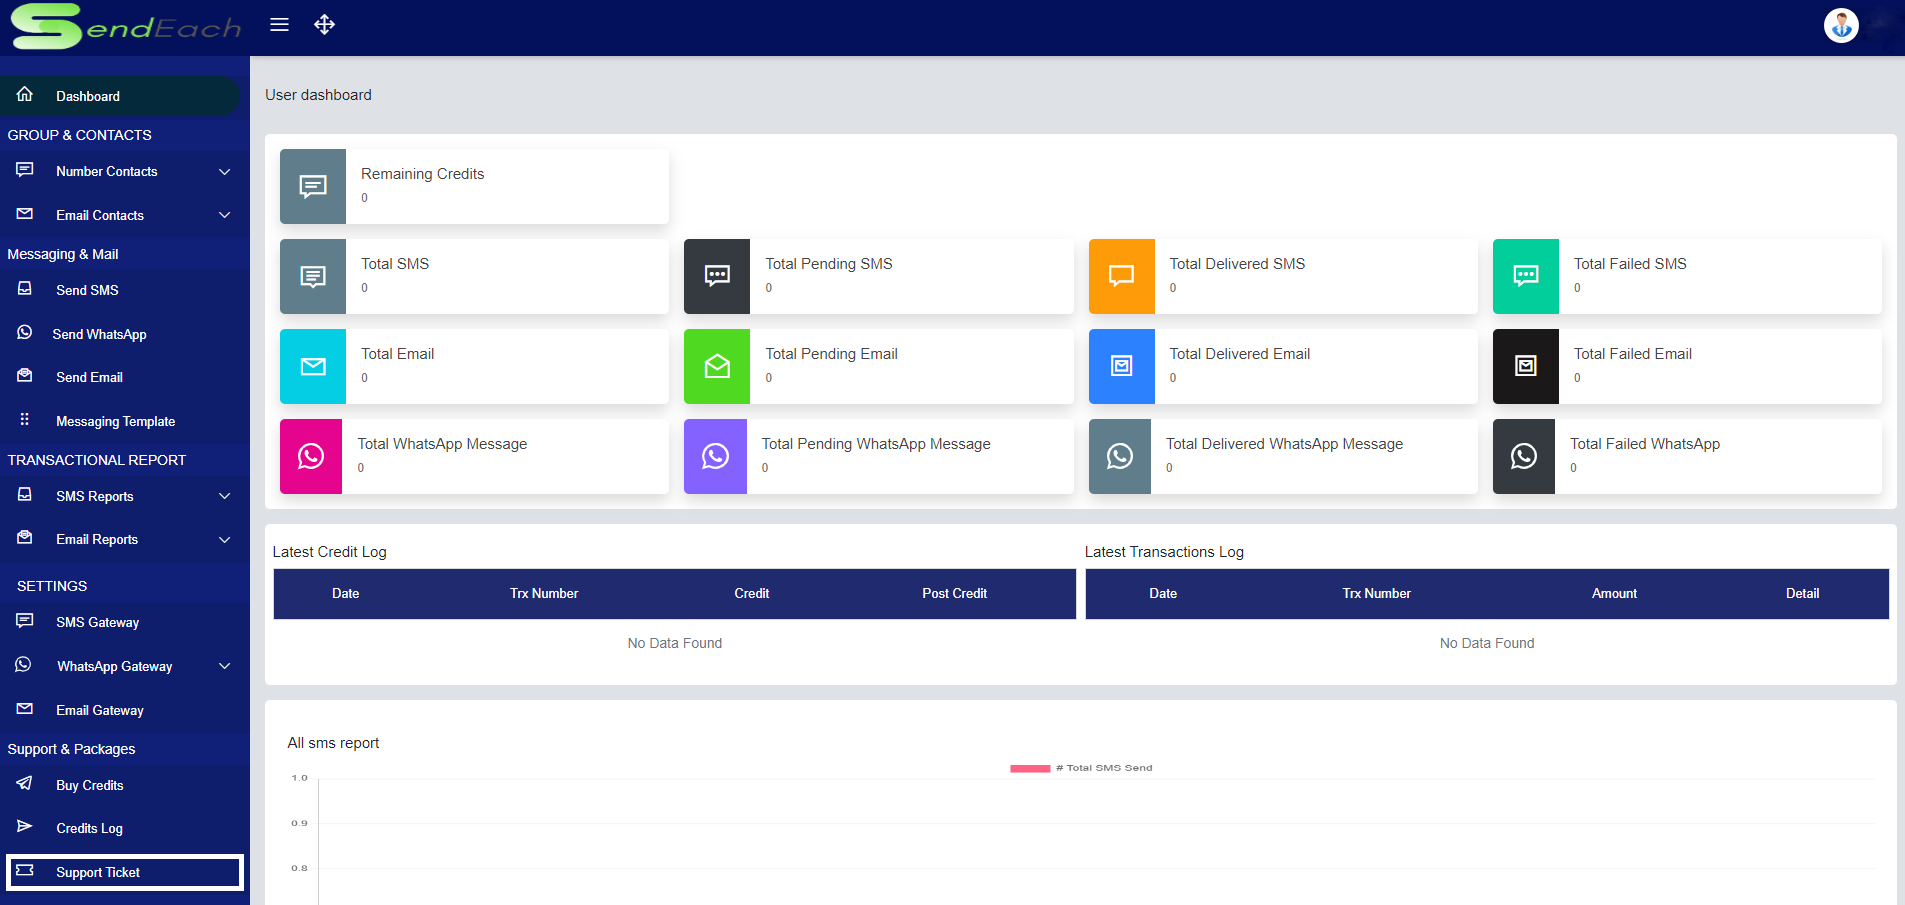 SendEach
Dashboard
GROUP & CONTACTS
Number Contacts
Email Contacts
Messaging & Mail
Send SMS
Send WhatsApp
Send Email
Messaging Template
TRANSACTIONAL REPORT
SMS Reports
Email Reports
SETTINGS
SMS Gateway
WhatsApp Gateway
Email Gateway
Support & Packages
Buy Credits
Credits Log
Support Ticket
User dashboard
Remaining Credits
0
Total SMS
0
Total Pending SMS
0
Total Delivered SMS
0
Total Failed SMS
0
Total Email
0
Total Pending Email
0
Total Delivered Email
0
Total Failed Email
0
Total WhatsApp Message
0
Total Pending WhatsApp Message
0
Total Delivered WhatsApp Message
0
Total Failed WhatsApp
0
Latest Credit Log
Date Trx Number Credit Post Credit
No Data Found
Latest Transactions Log
Date Trx Number Amount Detail
No Data Found
All sms report
# Total SMS Send
1.0
0.9
0.8